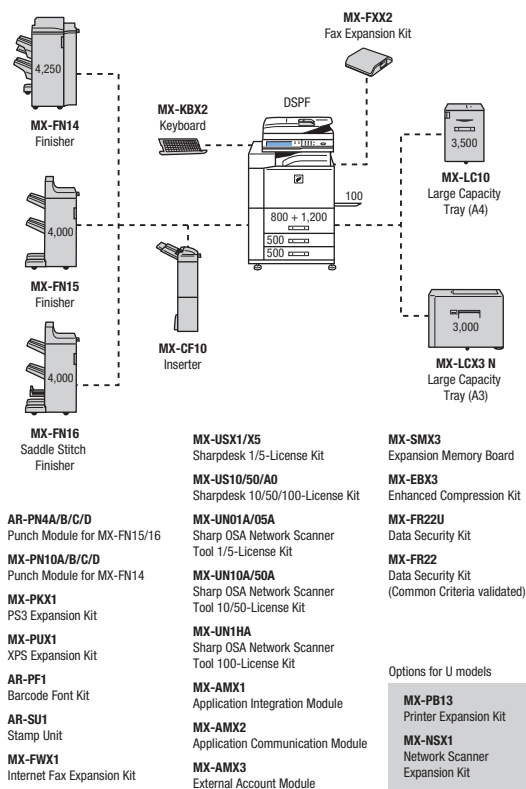 MX-FXX2
Fax Expansion Kit
4,250
MX-FN14
Finisher
MX-KBX2
Keyboard
DSPF
100
800 + 1,200
500
500
3,500
MX-LC10
Large Capacity
Tray (A4)
4,000
MX-FN15
Finisher
MX-CF10
Inserter
3,000
MX-LCX3 N
Large Capacity
Tray (A3)
4,000
MX-FN16
Saddle Stitch
Finisher
AR-PN4A/B/C/D
Punch Module for MX-FN15/16
MX-PN10A/B/C/D
Punch Module for MX-FN14
MX-PKX1
PS3 Expansion Kit
MX-PUX1
XPS Expansion Kit
AR-PF1
Barcode Font Kit
AR-SU1
Stamp Unit
MX-FWX1
Internet Fax Expansion Kit
MX-USX1/X5
Sharpdesk 1/5-License Kit
MX-US10/50/A0
Sharpdesk 10/50/100-License Kit
MX-UN01A/05A
Sharp OSA Network Scanner
Tool 1/5-License Kit
MX-UN10A/50A
Sharp OSA Network Scanner
Tool 10/50-License Kit
MX-UN1HA
Sharp OSA Network Scanner
Tool 100-License Kit
MX-AMX1
Application Integration Module
MX-AMX2
Application Communication Module
MX-AMX3
External Account Module
MX-SMX3
Expansion Memory Board
MX-EBX3
Enhanced Compression Kit
MX-FR22U
Data Security Kit
MX-FR22
Data Security Kit
(Common Criteria validated)
Options for U models
MX-PB13
Printer Expansion Kit
MX-NSX1
Network Scanner
Expansion Kit